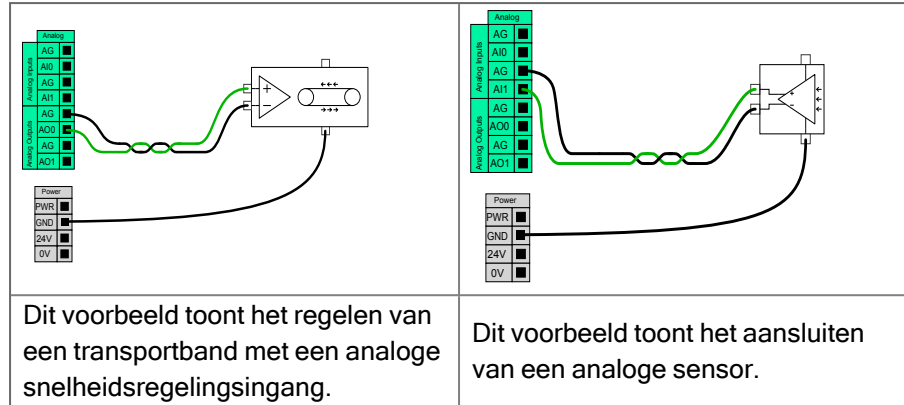 Analog
AG
AI0
AG
AI1
AG
AO0
AG
AO1
Analog Inputs
Analog Outputs
+
−
Power
PWR
GND
24V
0V
Analog
AG
AI0
AG
AI1
AG
AO0
AG
AO1
Analog Inputs
Analog Outputs
+
-
Power
PWR
GND
24V
0V
Dit voorbeeld toont het regelen van
een transportband met een analoge
snelheidsregelingsingang.
Dit voorbeeld toont het aansluiten
van een analoge sensor.